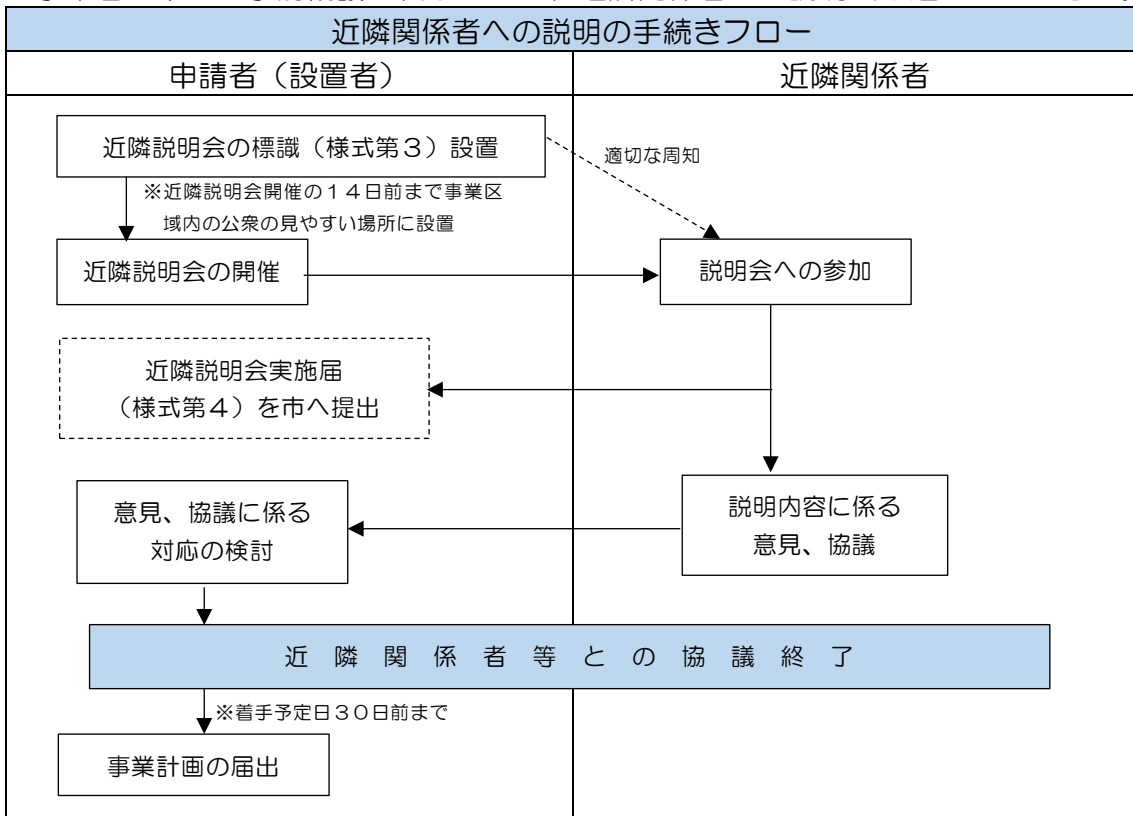 近隣関係者への説明の手続きフロー
申請者（設置者）
近隣関係者
近隣説明会の標識（様式第３）設置
適切な周知
※近隣説明会開催の１４日前まで事業区
域内の公衆の見やすい場所に設置
近隣説明会の開催
説明会への参加
近隣説明会実施届
（様式第４）を市へ提出
意見、協議に係る
対応の検討
説明内容に係る
意見、協議
近隣関係者等との協議終了
※着手予定日３０日前まで
事業計画の届出